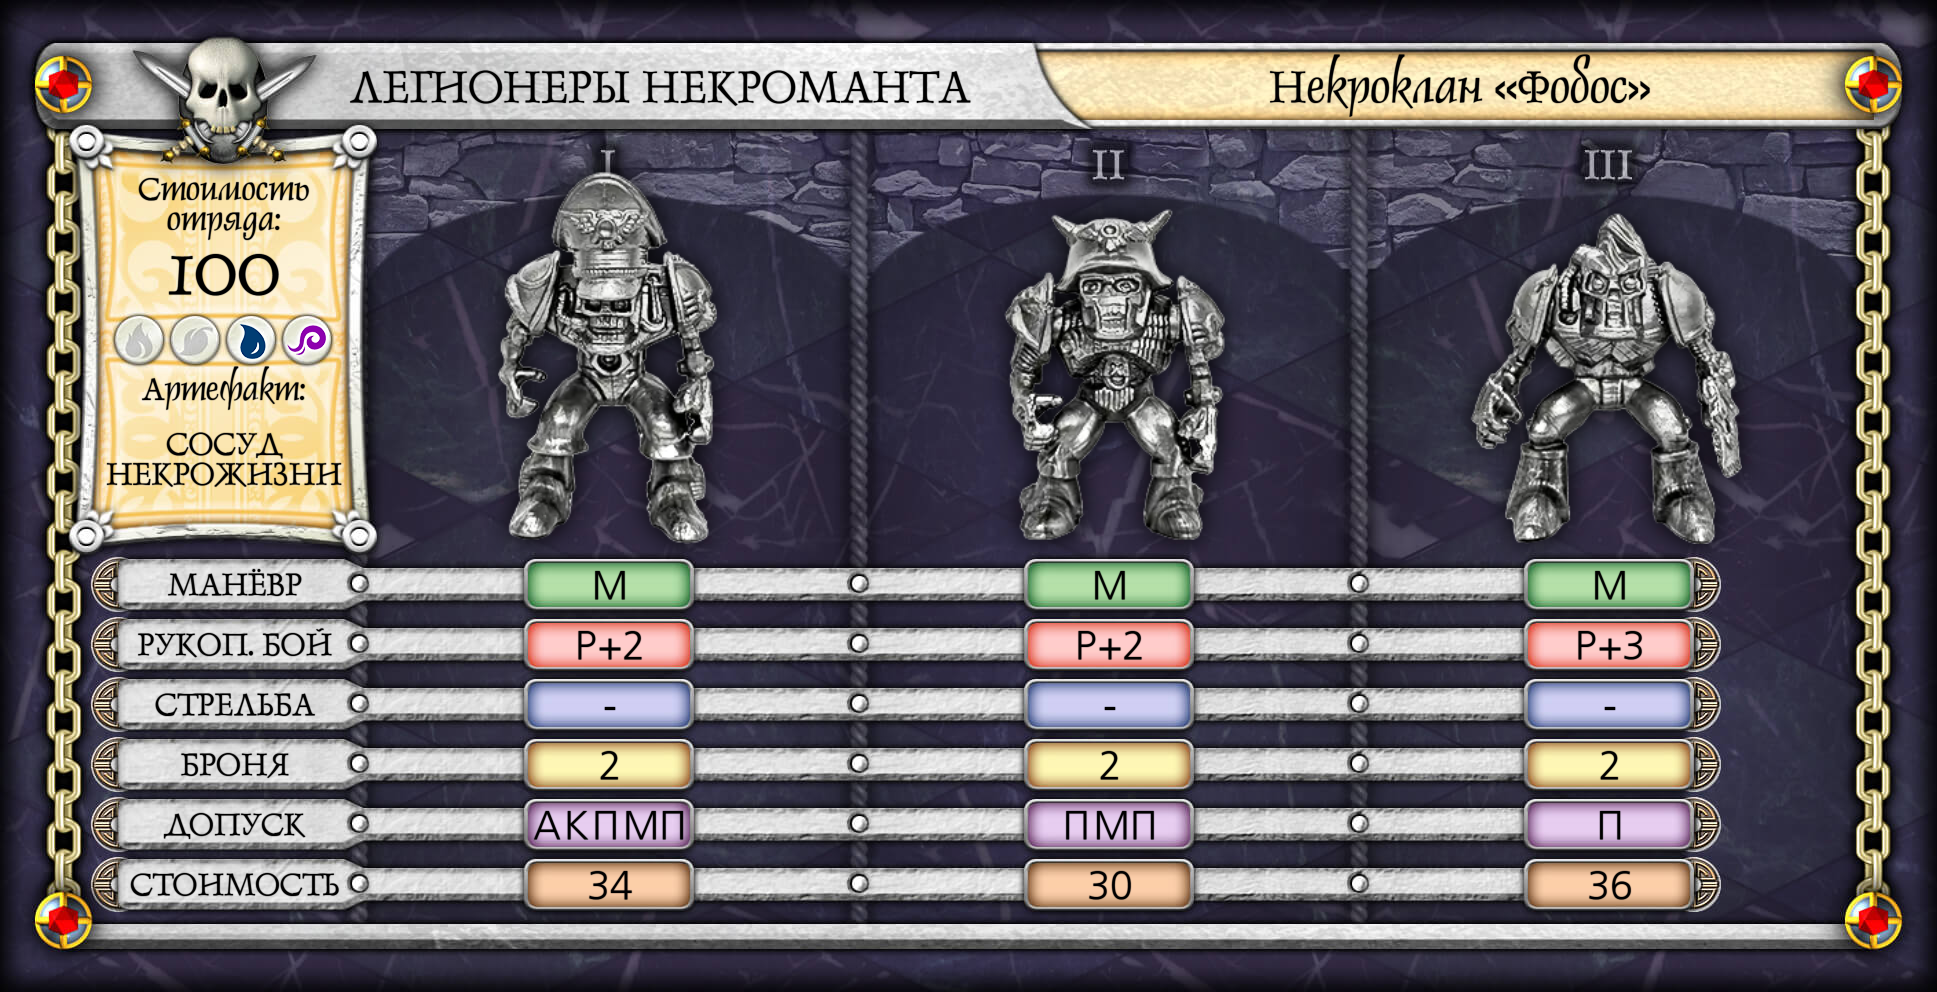 ЛЕГИОНЕРЫ НЕКРОМАНТА
Некроклан «Фобос»
Стоимость
отряда:
100
Артефакт:
СОСУД
НЕКРОЖИЗНИ
I II III
МАНЁВР М М М
РУКОП. БОЙ Р+2 Р+2 Р+3
СТРЕЛЬБА - - -
БРОНЯ 2 2 2
ДОПУСК АКПМП ПМП П
СТОИМОСТЬ 34 30 36